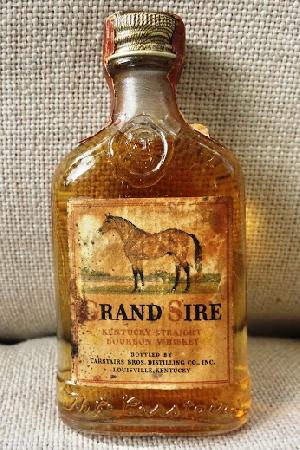 GRAND SIRE
KENTUCKY STRAIGHT
BOURBON WHISKEY
BOTTLED BY
CARSTAIRS BROS. DISTILLING CO., INC.
LOUISVILLE, KENTUCKY